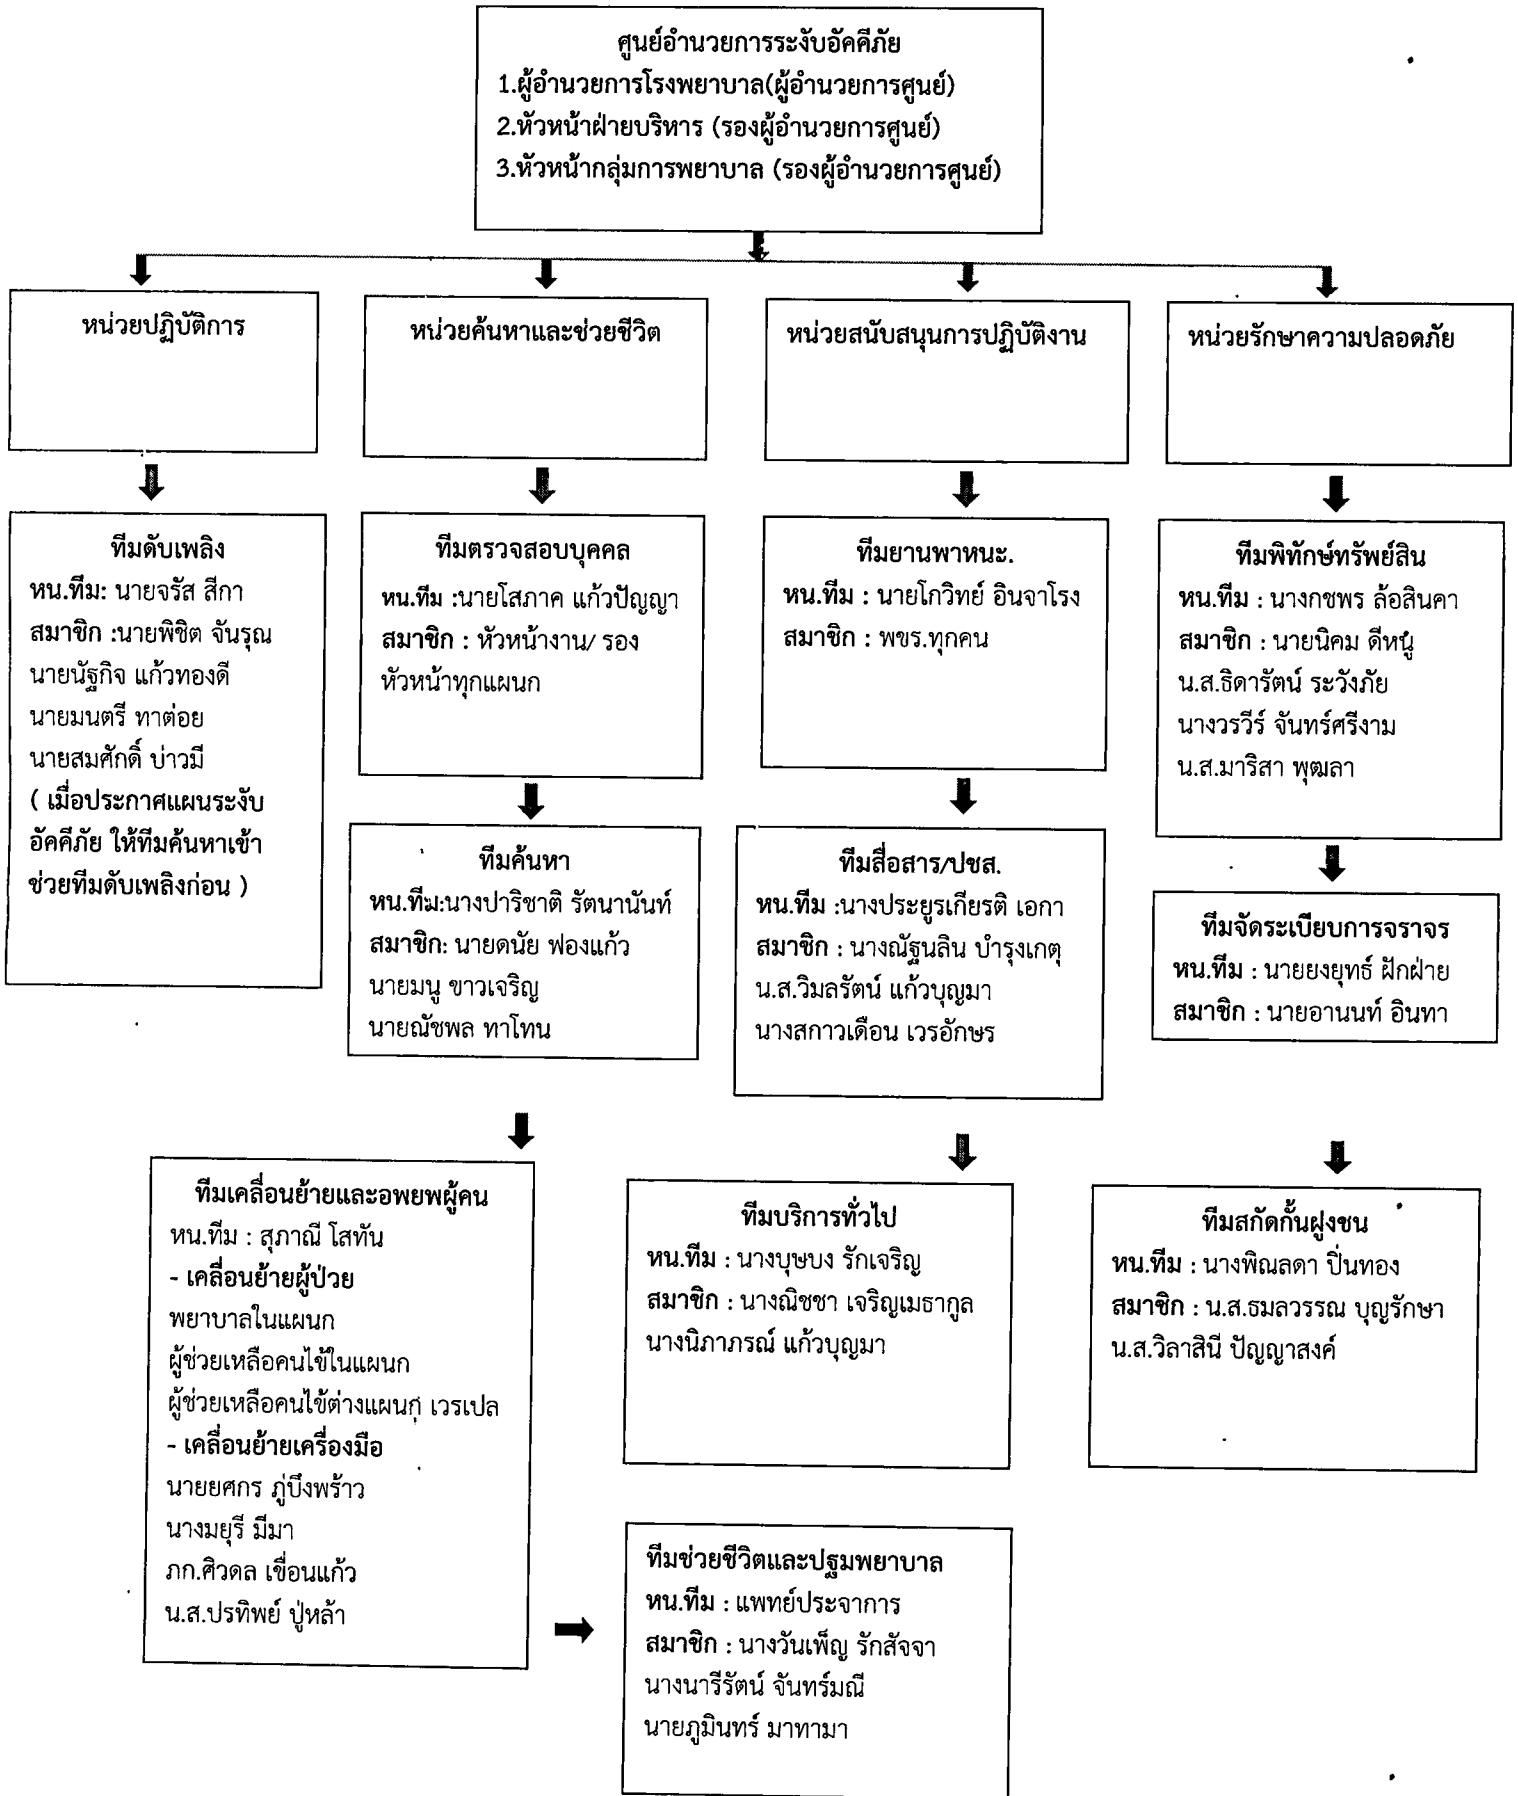 ศูนย์อำนวยการระงับอัคคีภัย
1.ผู้อำนวยการโรงพยาบาล(ผู้อำนวยการศูนย์)
2.หัวหน้าฝ่ายบริหาร (รองผู้อำนวยการศูนย์)
3.หัวหน้ากลุ่มการพยาบาล (รองผู้อำนวยการศูนย์)
หน่วยปฏิบัติการ
หน่วยค้นหาและช่วยชีวิต
หน่วยสนับสนุนการปฏิบัติงาน
หน่วยรักษาความปลอดภัย
ทีมดับเพลิง
หน.ทีม: นายจรัส สีกา
สมาชิก :นายพิชิต จันรุณ
นายนัฐกิจ แก้วทองดี
นายมนตรี ทาต่อย
นายสมศักดิ์ บ่าวมี
( เมื่อประกาศแผนระงับ
อัคคีภัย ให้ทีมค้นหาเข้า
ช่วยทีมดับเพลิงก่อน )
ทีมตรวจสอบบุคคล
หน.ทีม :นายโสภาค แก้วปัญญา
สมาชิก : หัวหน้างาน/ รอง
หัวหน้าทุกแผนก
ทีมยานพาหนะ.
หน.ทีม : นายโกวิทย์ อินจาโรง
สมาชิก : พขร.ทุกคน
ทีมพิทักษ์ทรัพย์สิน
หน.ทีม : นางกชพร ล้อสินคา
สมาชิก : นายนิคม ดีหนู
น.ส.ธิดารัตน์ ระวังภัย
นางวรวีร์ จันทร์ศรีงาม
น.ส.มาริสา พุฒลา
ทีมค้นหา
หน.ทีม:นางปาริชาติ รัตนานันท์
สมาชิก: นายดนัย ฟองแก้ว
นายมนู ขาวเจริญ
นายณัชพล ทาโทน
ทีมสื่อสาร/ปชส.
หน.ทีม :นางประยูรเกียรติ เอกา
สมาชิก : นางณัฐนลิน บำรุงเกตุ
น.ส.วิมลรัตน์ แก้วบุญมา
นางสกาวเดือน เวรอักษร
ทีมจัดระเบียบการจราจร
หน.ทีม : นายยงยุทธ์ ฝักฝ่าย
สมาชิก : นายอานนท์ อินทา
ทีมเคลื่อนย้ายและอพยพผู้คน
หน.ทีม : สุภาณี โสทัน
- เคลื่อนย้ายผู้ป่วย
พยาบาลในแผนก
ผู้ช่วยเหลือคนไข้ในแผนก
ผู้ช่วยเหลือคนไข้ต่างแผนก เวรเปล
- เคลื่อนย้ายเครื่องมือ
นายยศกร ภู่บึงพร้าว
นางมยุรี มีมา
ภก.ศิวดล เขื่อนแก้ว
น.ส.ปรทิพย์ ปู่หล้า
ทีมบริการทั่วไป
หน.ทีม : นางบุษบง รักเจริญ
สมาชิก : นางณิชชา เจริญเมธากูล
นางนิภาภรณ์ แก้วบุญมา
ทีมสกัดกั้นฝูงชน
หน.ทีม : นางพิณลดา ปิ่นทอง
สมาชิก : น.ส.ธมลวรรณ บุญรักษา
น.ส.วิลาสินี ปัญญาสงค์
ทีมช่วยชีวิตและปฐมพยาบาล
หน.ทีม : แพทย์ประจาการ
สมาชิก : นางวันเพ็ญ รักสัจจา
นางนารีรัตน์ จันทร์มณี
นายภูมินทร์ มาทามา